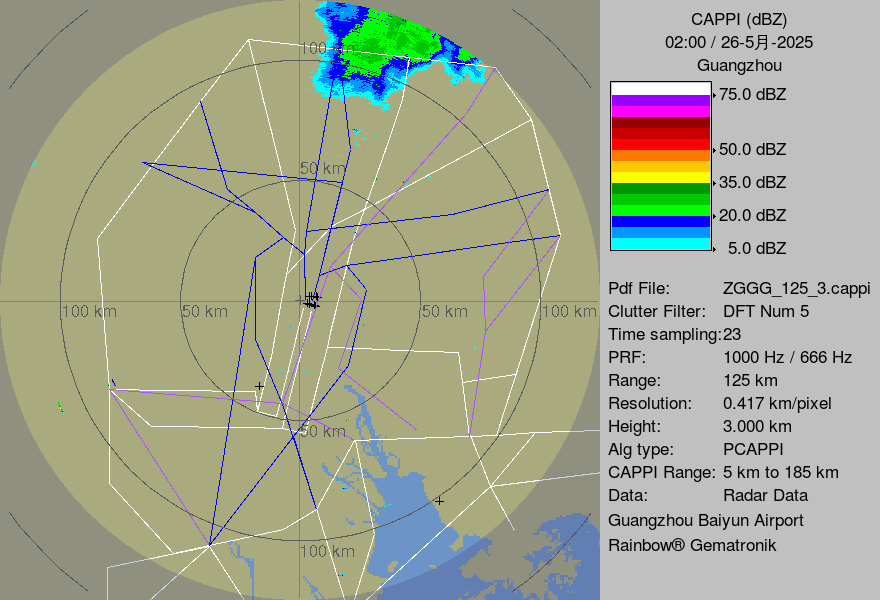 CAPPI (dBZ)
02:00 / 26-5月-2025
Guangzhou
75.0 dBZ
50.0 dBZ
35.0 dBZ
20.0 dBZ
5.0 dBZ
Pdf File: ZGGG_125_3.cappi
Clutter Filter: DFT Num 5
Time sampling:23
PRF: 1000 Hz / 666 Hz
Range: 125 km
Resolution: 0.417 km/pixel
Height: 3.000 km
Alg type: PCAPPI
CAPPI Range: 5 km to 185 km
Data: Radar Data
Guangzhou Baiyun Airport
Rainbow® Gematronik
100 km
50 km
100 km
50 km
50 km
100 km
50 km
100 km